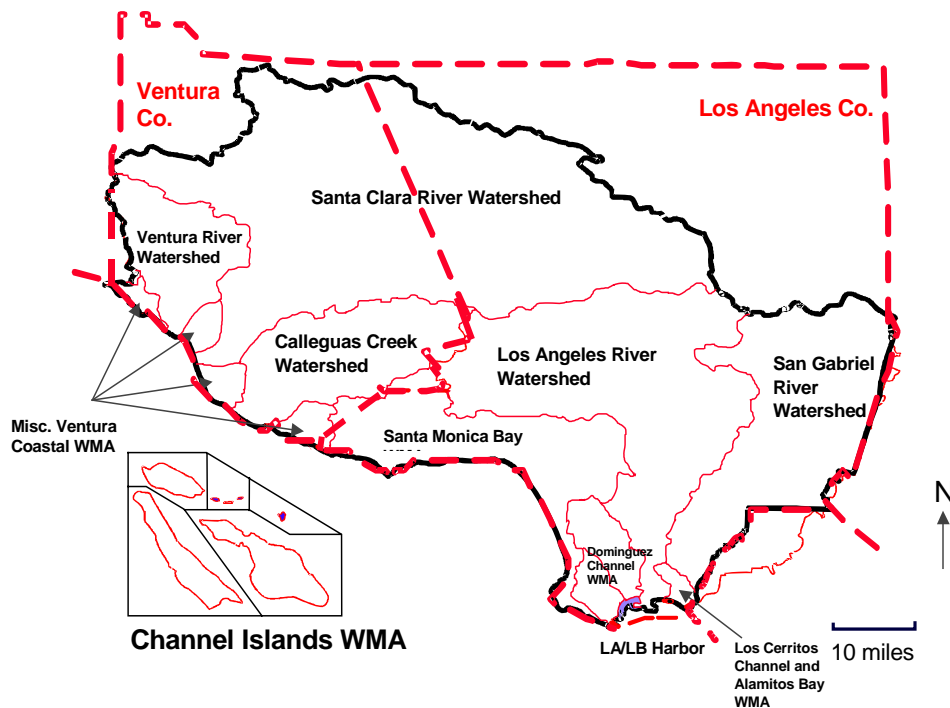 Ventura
Co.
Los Angeles Co.
Santa Clara River Watershed
Ventura River
Watershed
Calleguas Creek
Watershed
Los Angeles River
Watershed
San Gabriel
River
Watershed
Misc. Ventura
Coastal WMA
Santa Monica Bay
N
Dominguez
Channel
WMA
Channel Islands WMA
LA/LB Harbor
Los Cerritos
Channel and
Alamitos Bay
WMA
10 miles